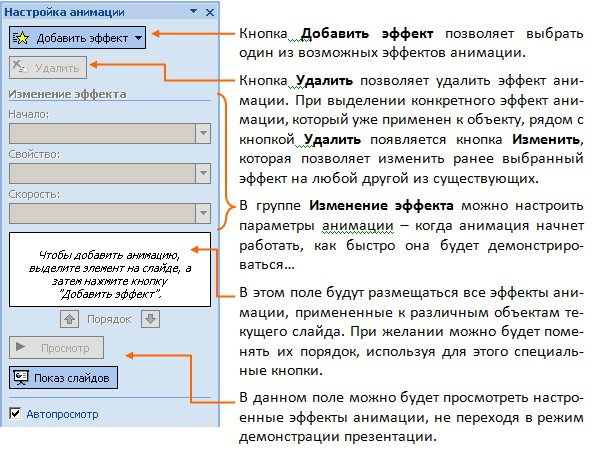 Настройка анимации
Добавить эффект
Удалить
Изменение эффекта
Начало:
Свойство:
Скорость:
Чтобы добавить анимацию,
выделите элемент на слайде, а
затем нажмите кнопку
"Добавить эффект".
Порядок
Просмотр
Показ слайдов
Автопросмотр
Кнопка Добавить эффект позволяет выбрать
один из возможных эффектов анимации.
Кнопка Удалить позволяет удалить эффект ани-
мации. При выделении конкретного эффект ани-
мации, который уже применен к объекту, рядом с
кнопкой Удалить появляется кнопка Изменить,
которая позволяет изменить ранее выбранный
эффект на любой другой из существующих.
В группе Изменение эффекта можно настроить
параметры анимации – когда анимация начнет
работать, как быстро она будет демонстриро-
ваться...
В этом поле будут размещаться все эффекты ани-
мации, примененные к различным объектам те-
кущего слайда. При желании можно будет поме-
нять их порядок, используя для этого специаль-
ные кнопки.
В данном поле можно будет просмотреть настро-
енные эффекты анимации, не переходя в режим
демонстрации презентации.